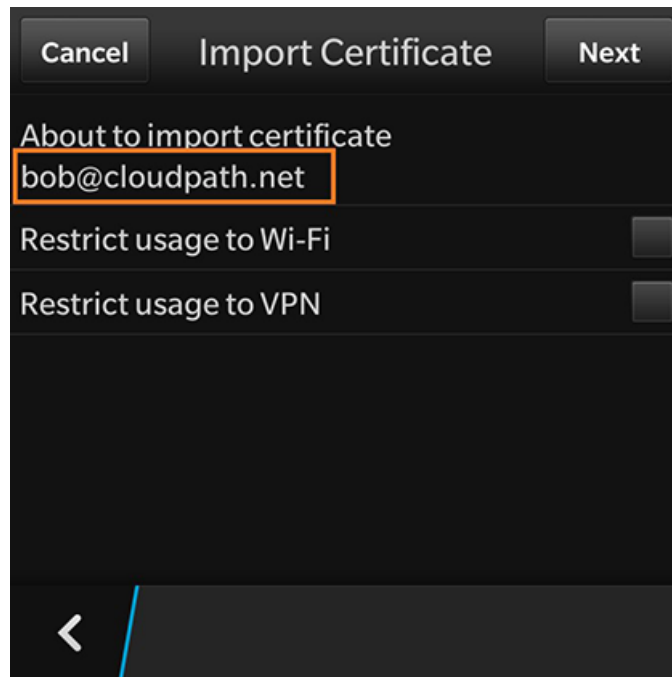 Cancel Import Certificate Next
About to import certificate
bob@cloudpath.net
Restrict usage to Wi-Fi
Restrict usage to VPN